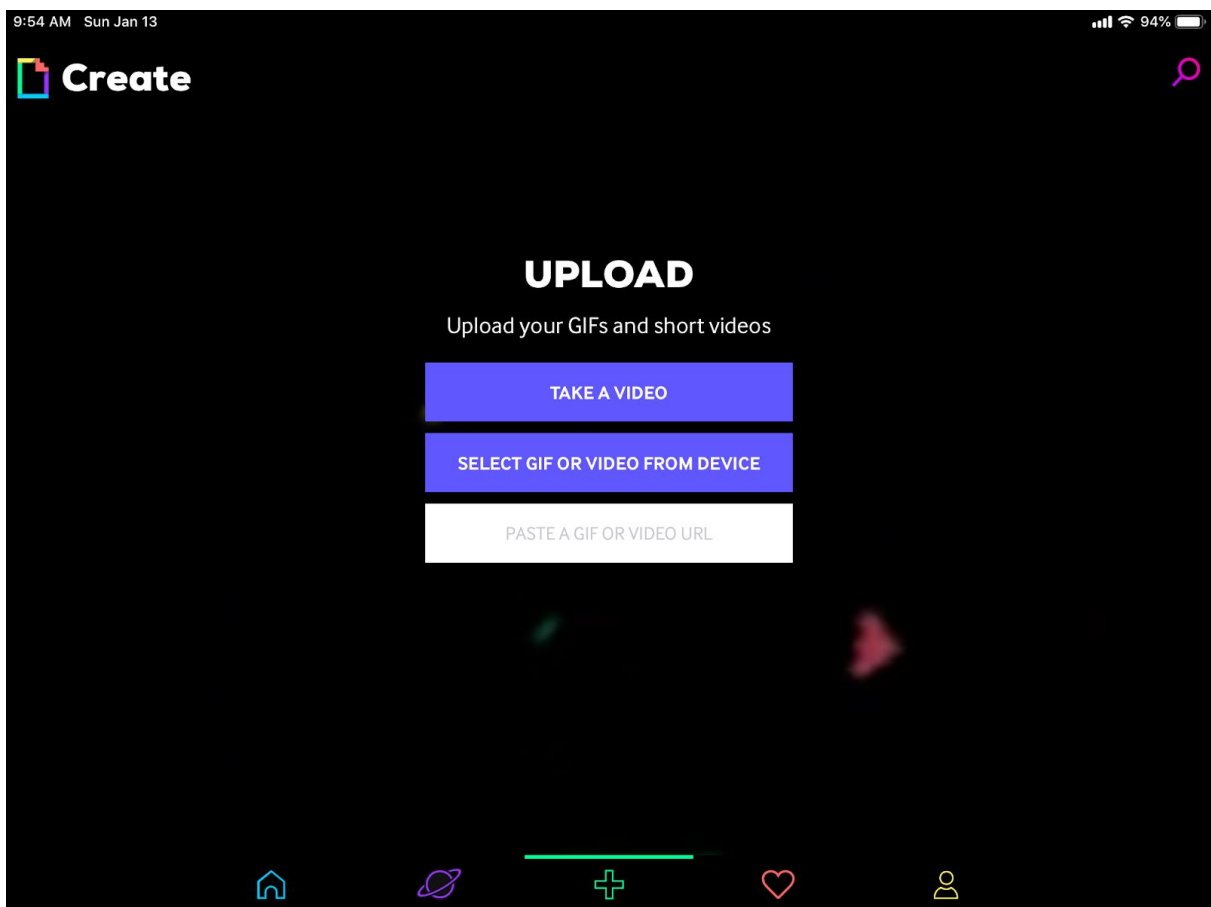 9:54 AM Sun Jan 13 94%
Create
UPLOAD
Upload your GIFs and short videos
TAKE A VIDEO
SELECT GIF OR VIDEO FROM DEVICE
PASTE A GIF OR VIDEO URL